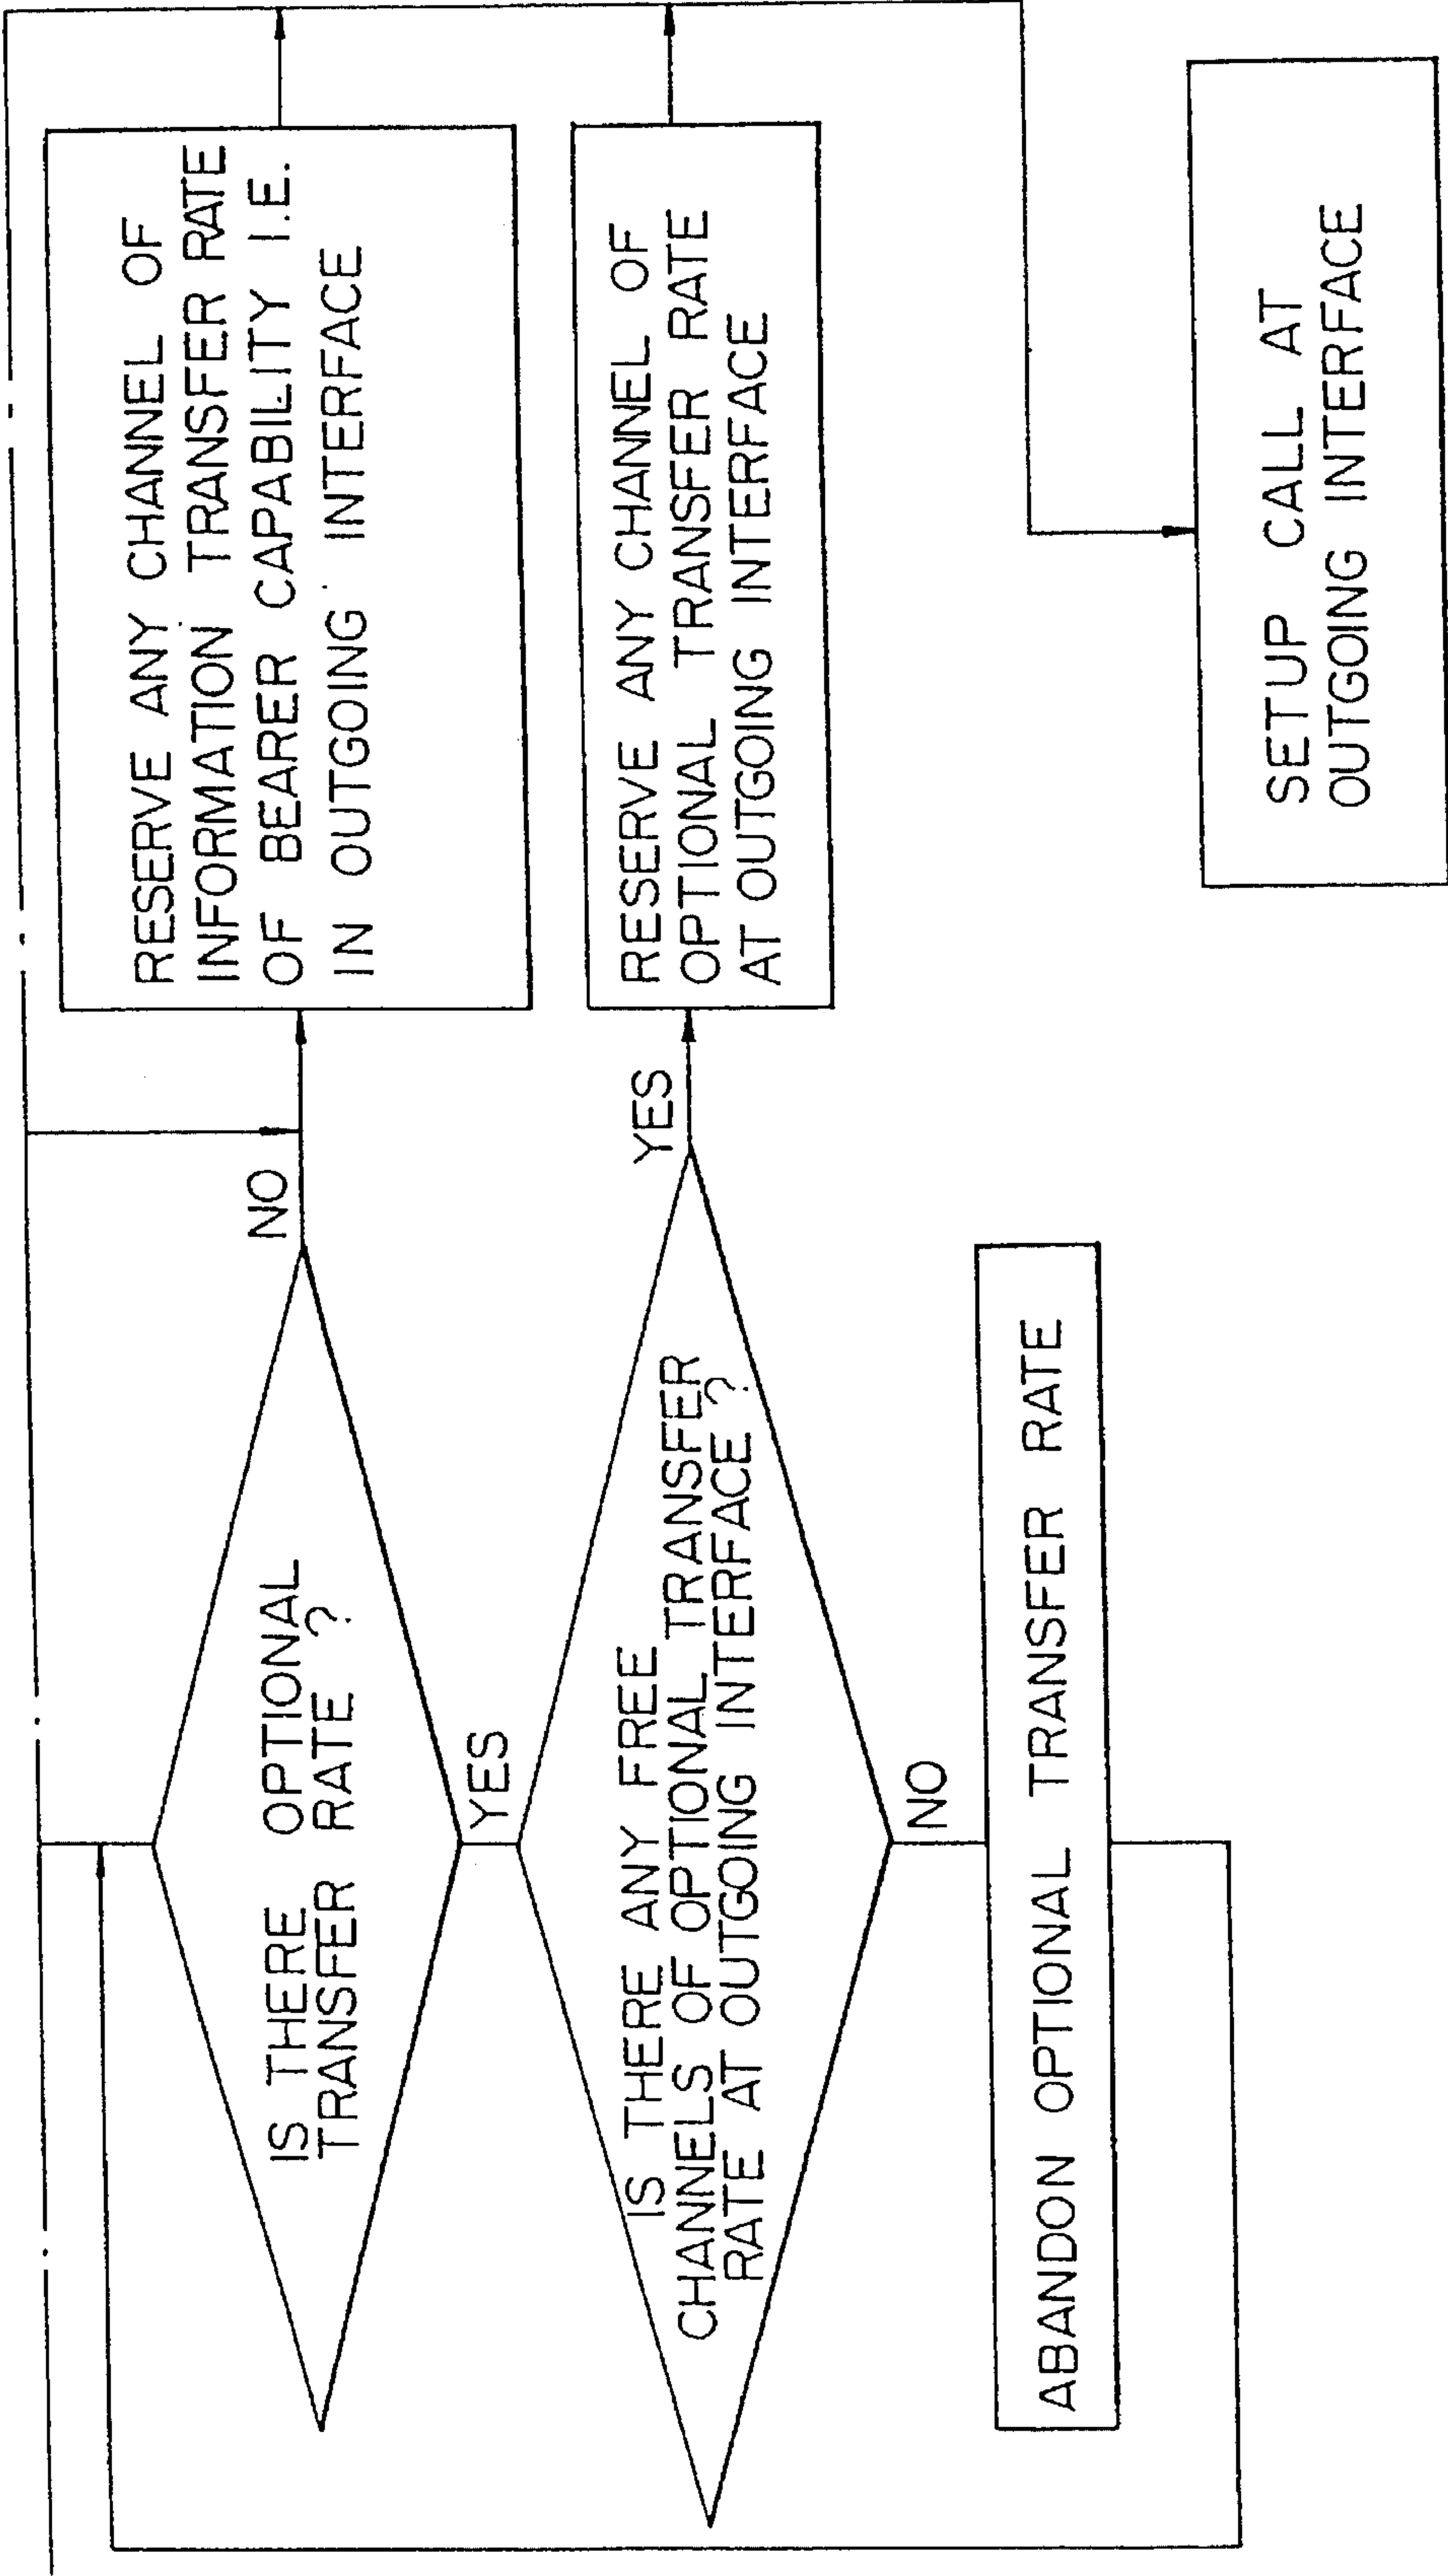 IS THERE OPTIONAL
TRANSFER RATE ?
NO
RESERVE ANY CHANNEL OF
INFORMATION TRANSFER RATE
OF BEARER CAPABILITY I.E.
IN OUTGOING INTERFACE
YES
IS THERE ANY FREE
CHANNELS OF OPTIONAL TRANSFER
RATE AT OUTGOING INTERFACE ?
YES
RESERVE ANY CHANNEL OF
OPTIONAL TRANSFER RATE
AT OUTGOING INTERFACE
NO
ABANDON OPTIONAL TRANSFER RATE
SETUP CALL AT
OUTGOING INTERFACE